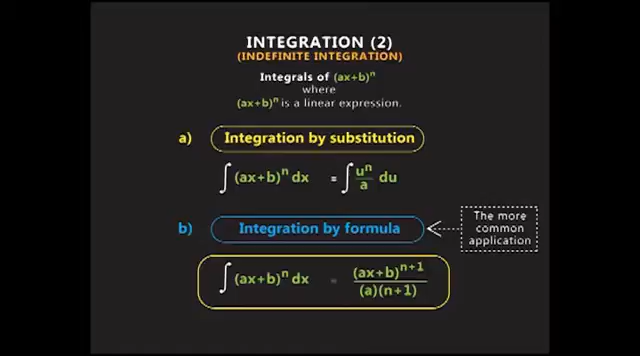 INTEGRATION (2)
(INDEFINITE INTEGRATION)
Integrals of (ax+b)ⁿ
where
(ax+b)ⁿ is a linear expression.
a) Integration by substitution
∫ (ax+b)ⁿ dx = ∫ uⁿ/a du
b) Integration by formula
The more
common
application
∫ (ax+b)ⁿ dx = (ax+b)ⁿ⁺¹/(a)(n+1)